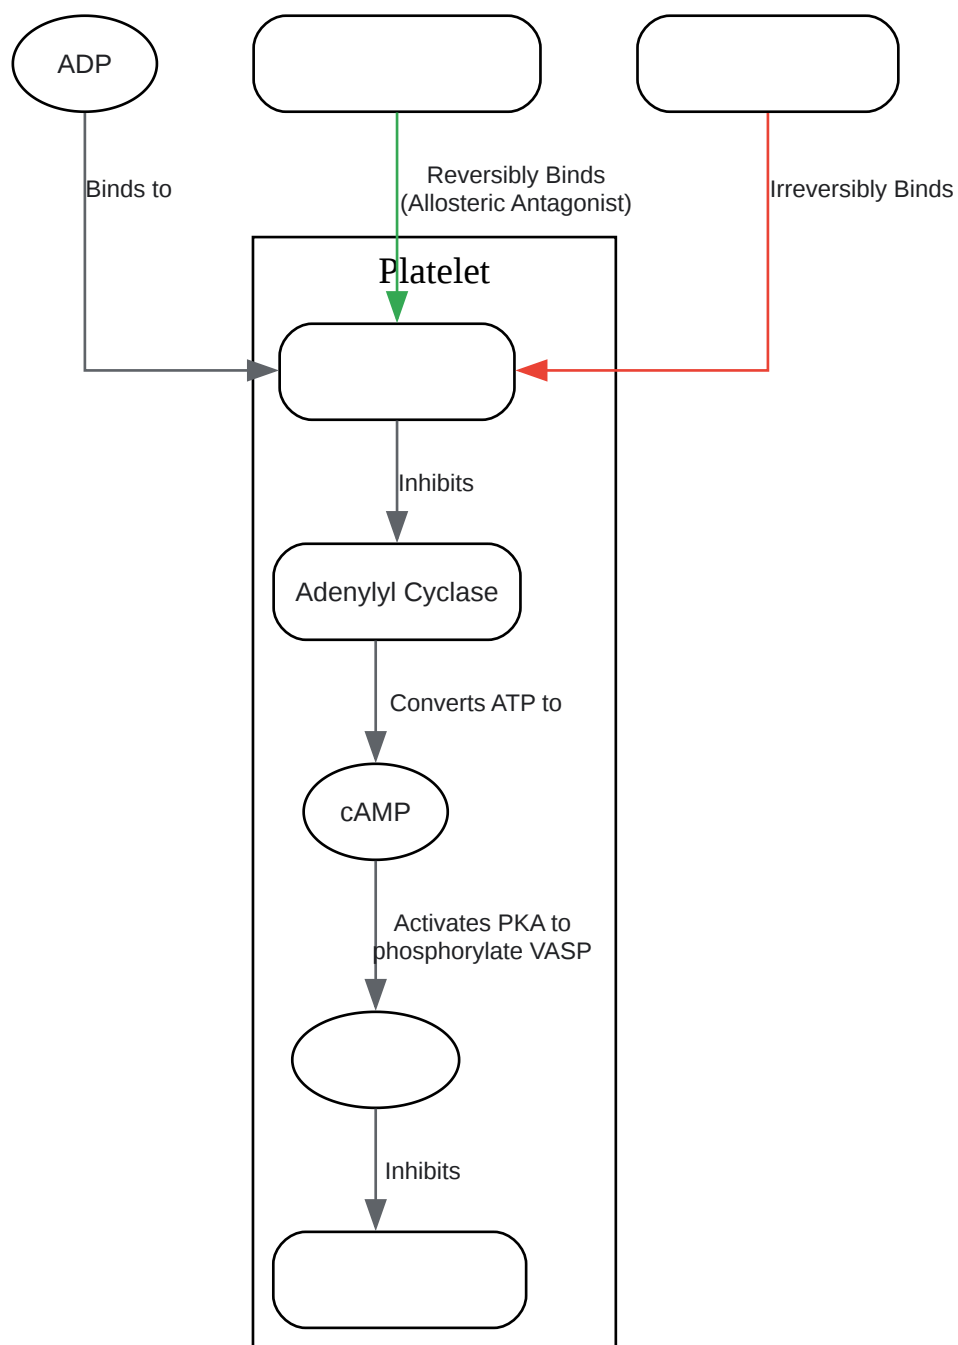 ADP
Binds to
Reversibly Binds
(Allosteric Antagonist)
Irreversibly Binds
Platelet
Inhibits
Adenylyl Cyclase
Converts ATP to
cAMP
Activates PKA to
phosphorylate VASP
Inhibits